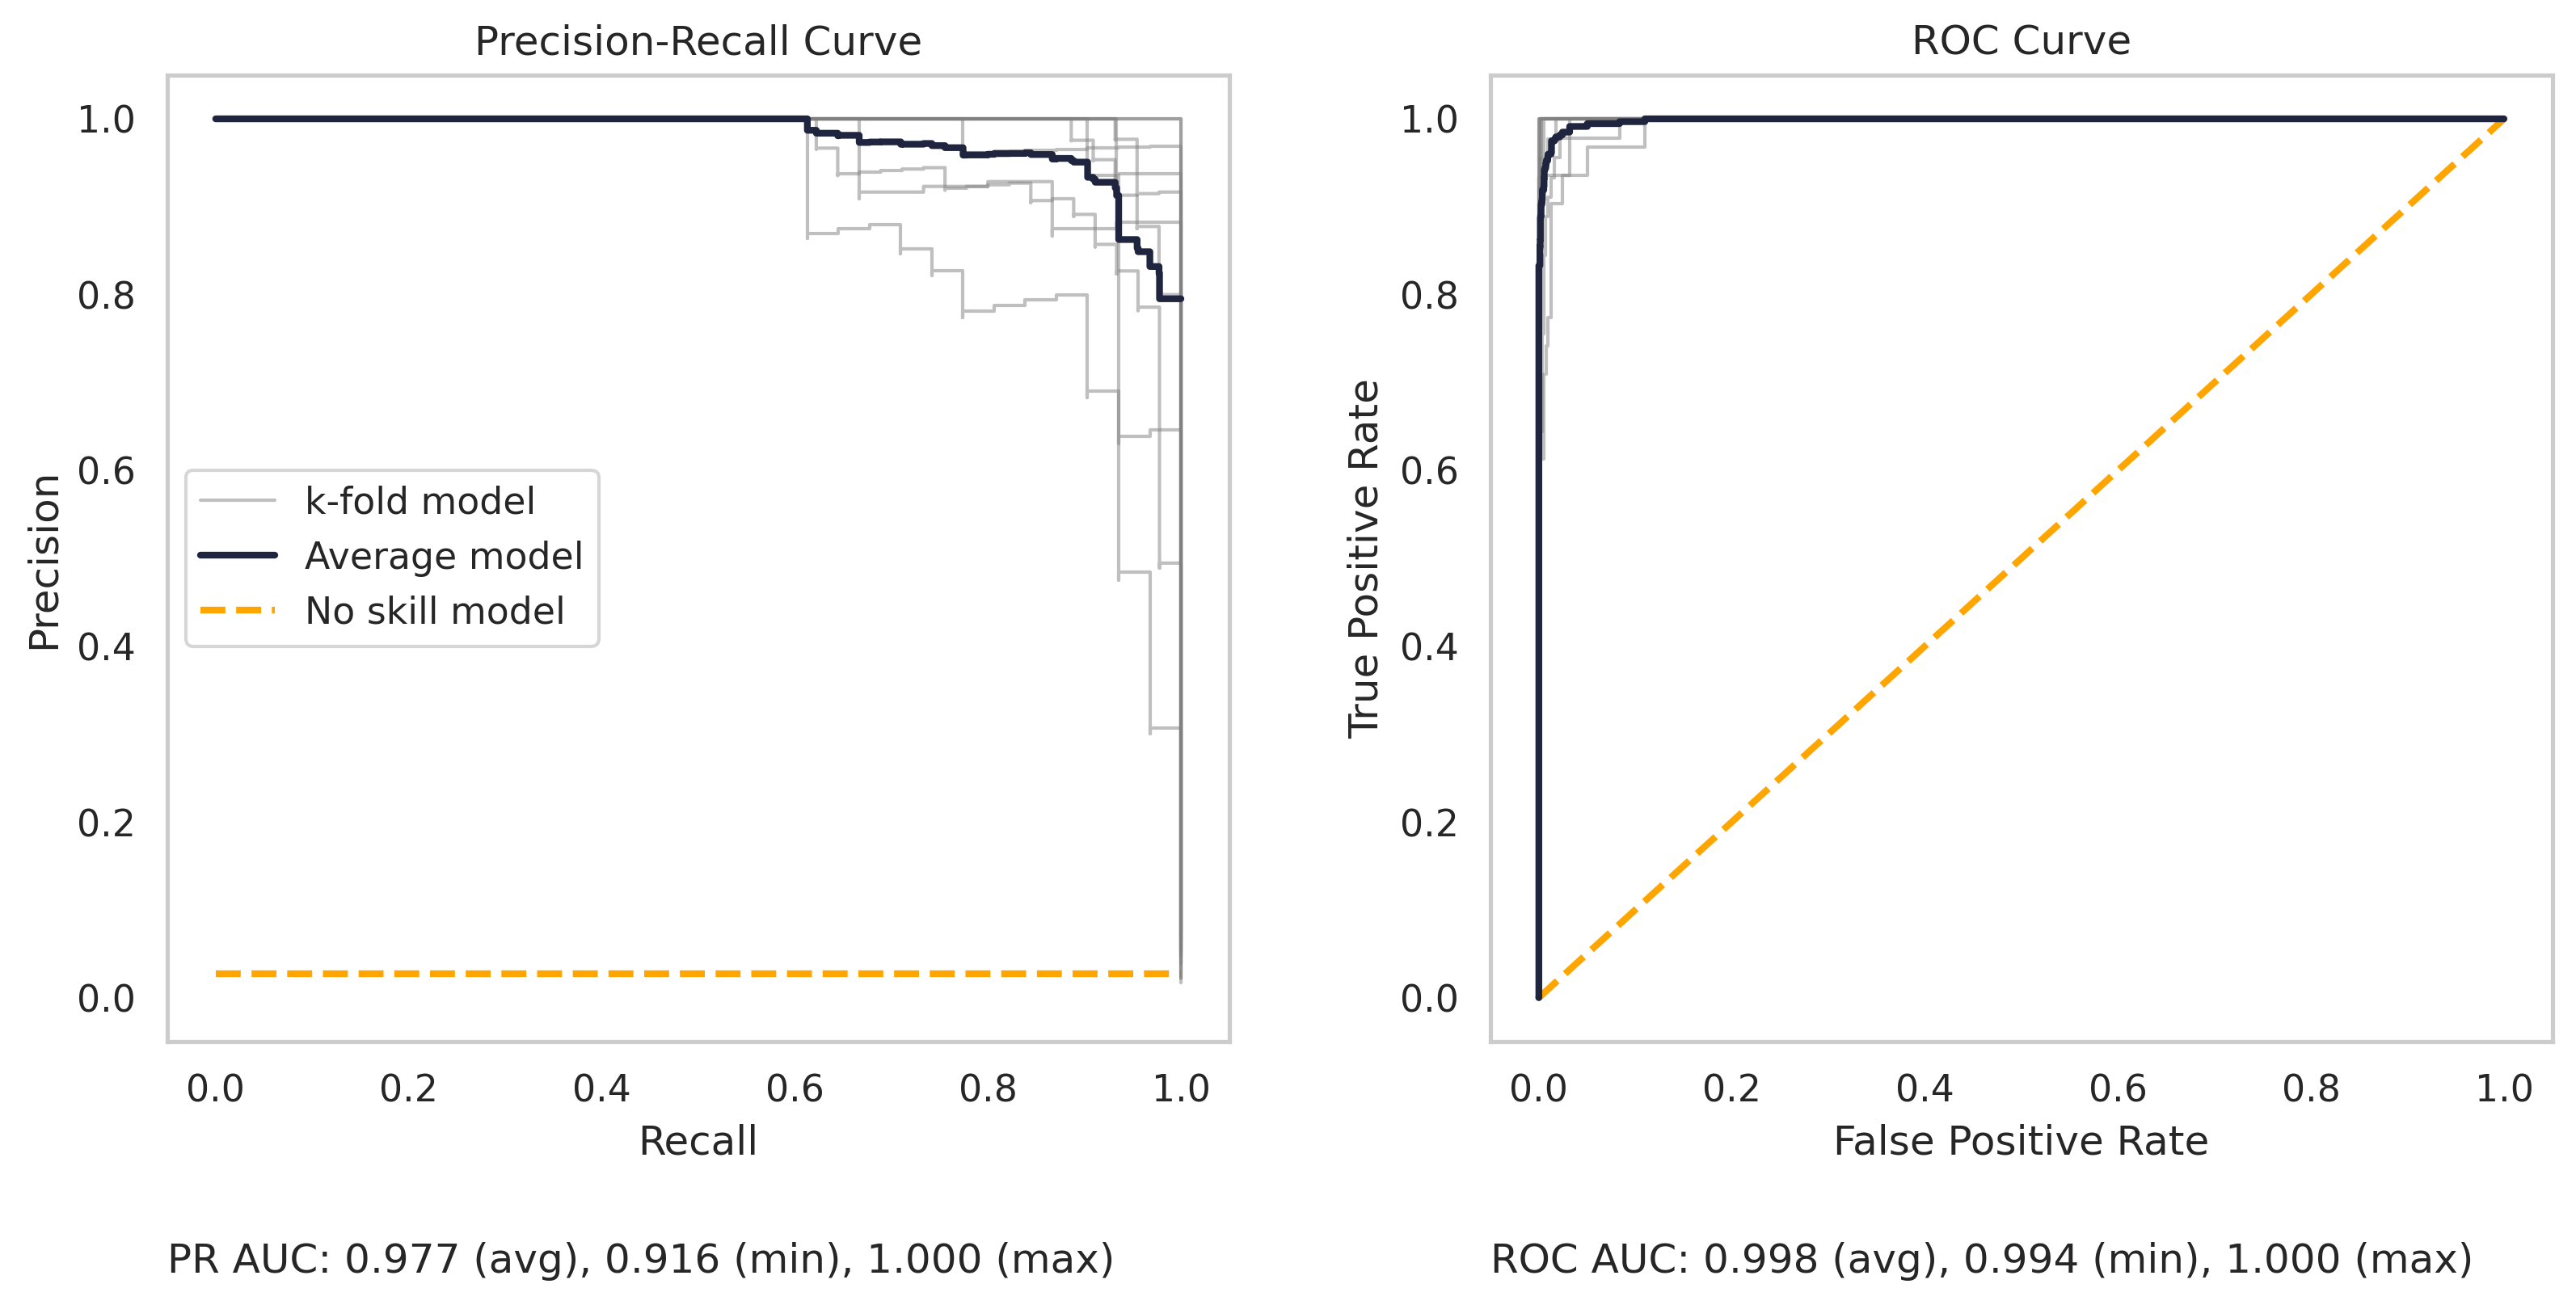 Precision-Recall Curve
1.0
0.8
0.6
0.4
0.2
0.0
Precision
k-fold model
Average model
No skill model
0.0 0.2 0.4 0.6 0.8 1.0
Recall
PR AUC: 0.977 (avg), 0.916 (min), 1.000 (max)
ROC Curve
1.0
0.8
0.6
0.4
0.2
0.0
True Positive Rate
0.0 0.2 0.4 0.6 0.8 1.0
False Positive Rate
ROC AUC: 0.998 (avg), 0.994 (min), 1.000 (max)